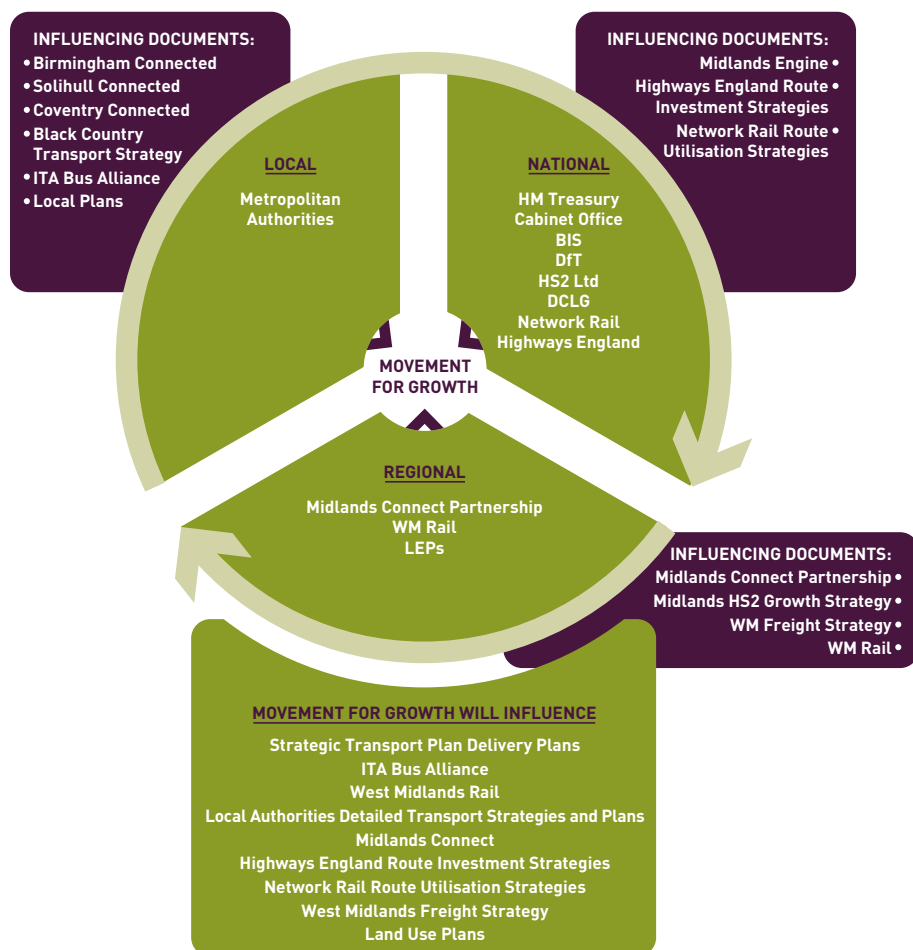 INFLUENCING DOCUMENTS:
• Birmingham Connected
• Solihull Connected
• Coventry Connected
• Black Country
Transport Strategy
• ITA Bus Alliance
• Local Plans
INFLUENCING DOCUMENTS:
Midlands Engine •
Highways England Route •
Investment Strategies
Network Rail Route •
Utilisation Strategies
LOCAL
Metropolitan
Authorities
NATIONAL
HM Treasury
Cabinet Office
BIS
DfT
HS2 Ltd
DCLG
Network Rail
Highways England
MOVEMENT
FOR GROWTH
REGIONAL
Midlands Connect Partnership
WM Rail
LEPs
INFLUENCING DOCUMENTS:
Midlands Connect Partnership •
Midlands HS2 Growth Strategy •
WM Freight Strategy •
WM Rail •
MOVEMENT FOR GROWTH WILL INFLUENCE
Strategic Transport Plan Delivery Plans
ITA Bus Alliance
West Midlands Rail
Local Authorities Detailed Transport Strategies and Plans
Midlands Connect
Highways England Route Investment Strategies
Network Rail Route Utilisation Strategies
West Midlands Freight Strategy
Land Use Plans